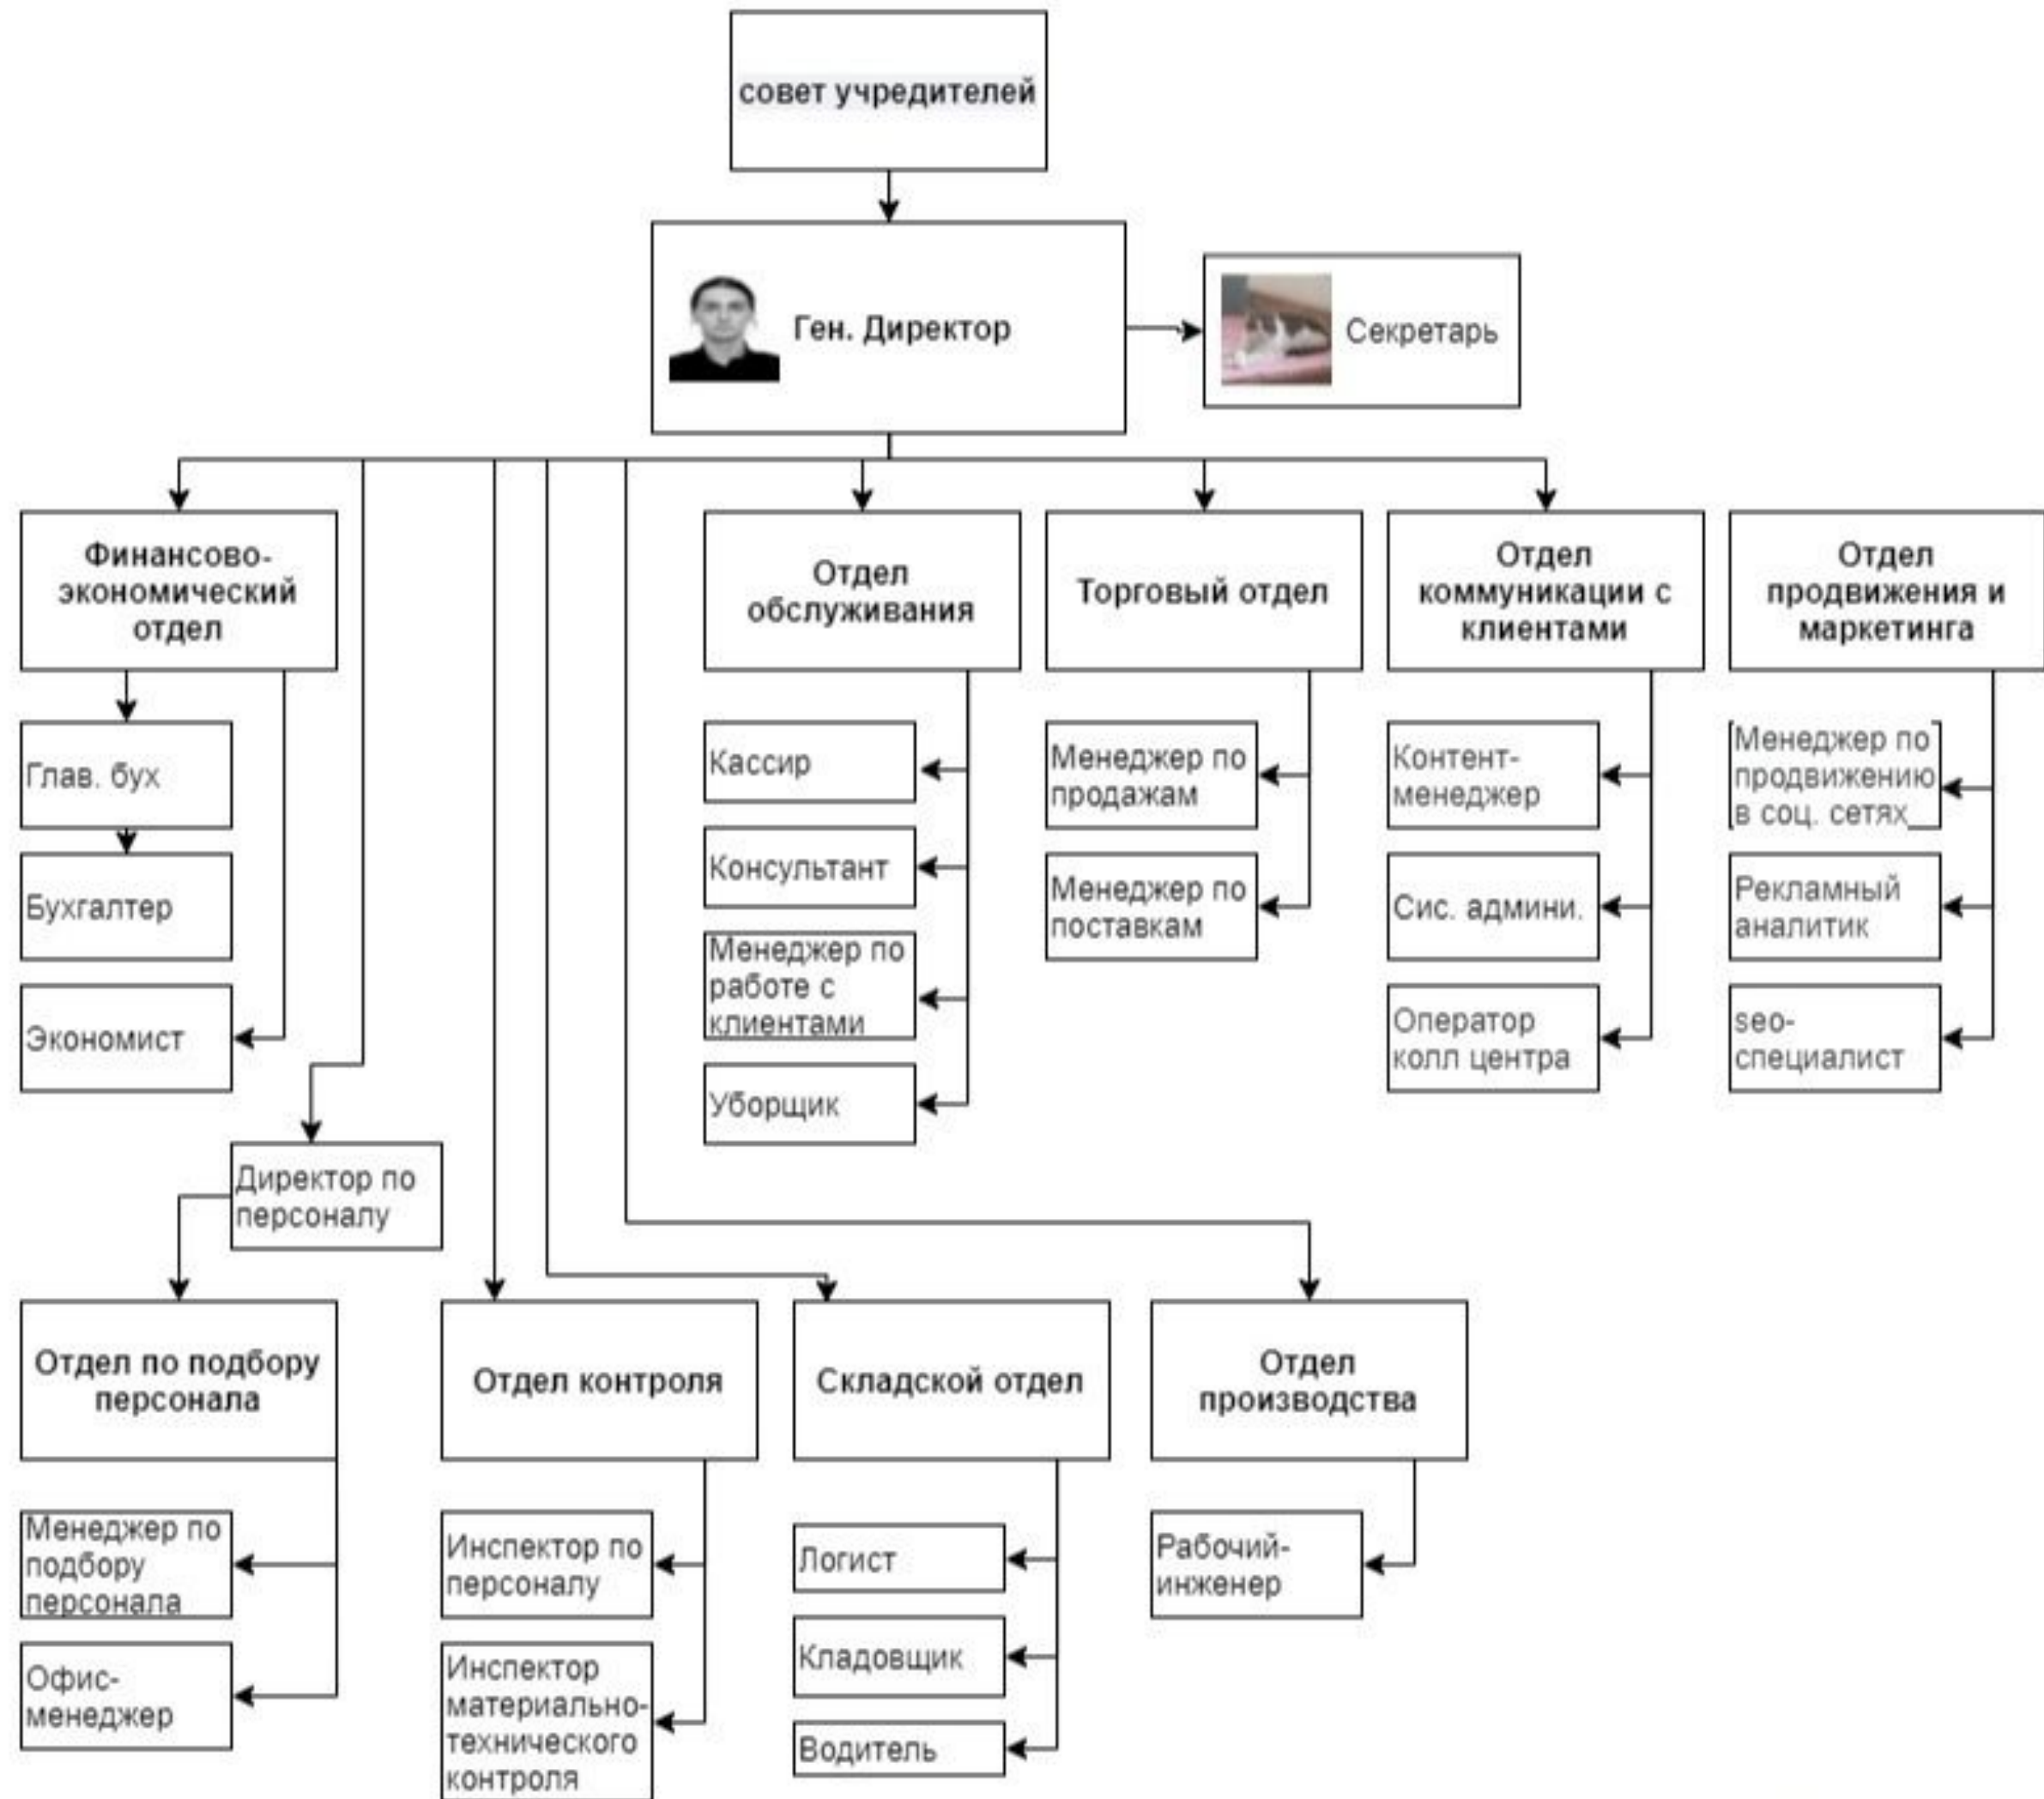 совет учредителей
Ген. Директор
Секретарь
Финансово-
экономический
отдел
Отдел
обслуживания
Торговый отдел
Отдел
коммуникации с
клиентами
Отдел
продвижения и
маркетинга
Глав. бух
Бухгалтер
Экономист
Кассир
Консультант
Менеджер по
работе с
клиентами
Уборщик
Менеджер по
продажам
Менеджер по
поставкам
Контент-
менеджер
Сис. админи.
Оператор
колл центра
Менеджер по
продвижению
в соц. сетях
Рекламный
аналитик
seo-
специалист
Директор по
персоналу
Отдел по подбору
персонала
Отдел контроля
Складской отдел
Отдел
производства
Менеджер по
подбору
персонала
Офис-
менеджер
Инспектор по
персоналу
Инспектор
материально-
технического
контроля
Логист
Кладовщик
Водитель
Рабочий-
инженер